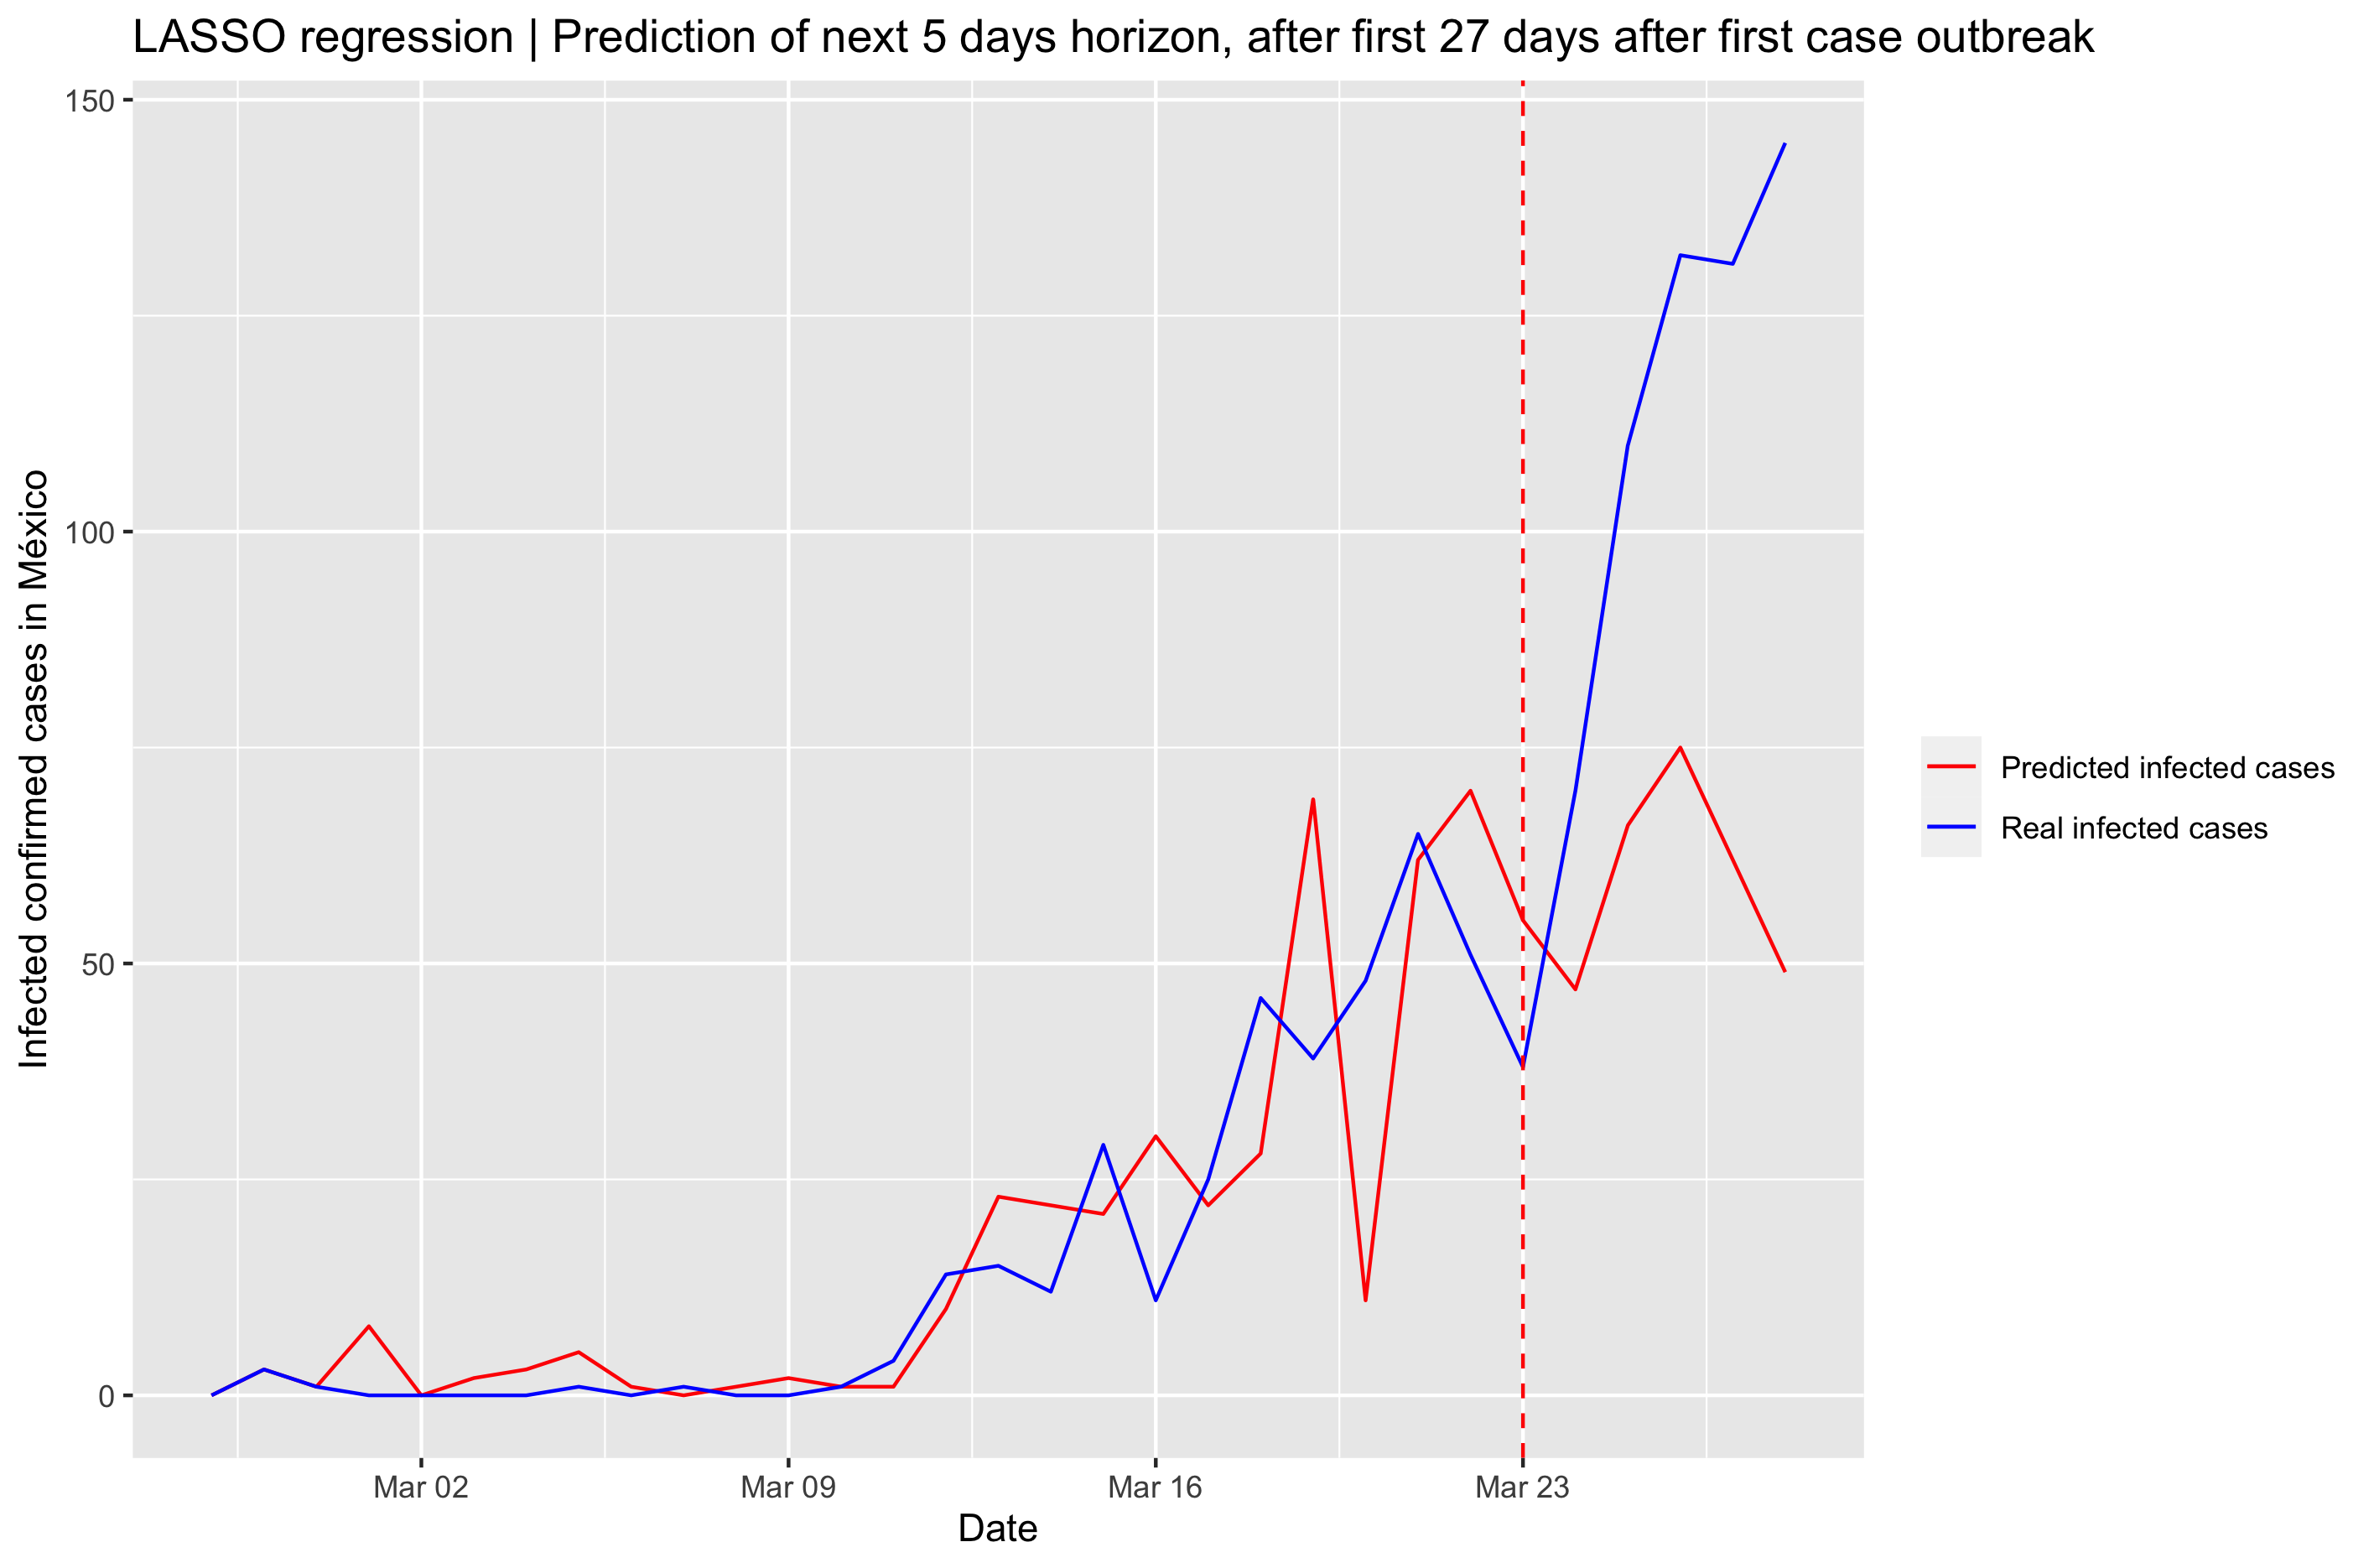 LASSO regression | Prediction of next 5 days horizon, after first 27 days after first case outbreak
Infected confirmed cases in México
150
100
50
0
Mar 02
Mar 09
Mar 16
Mar 23
Date
Predicted infected cases
Real infected cases